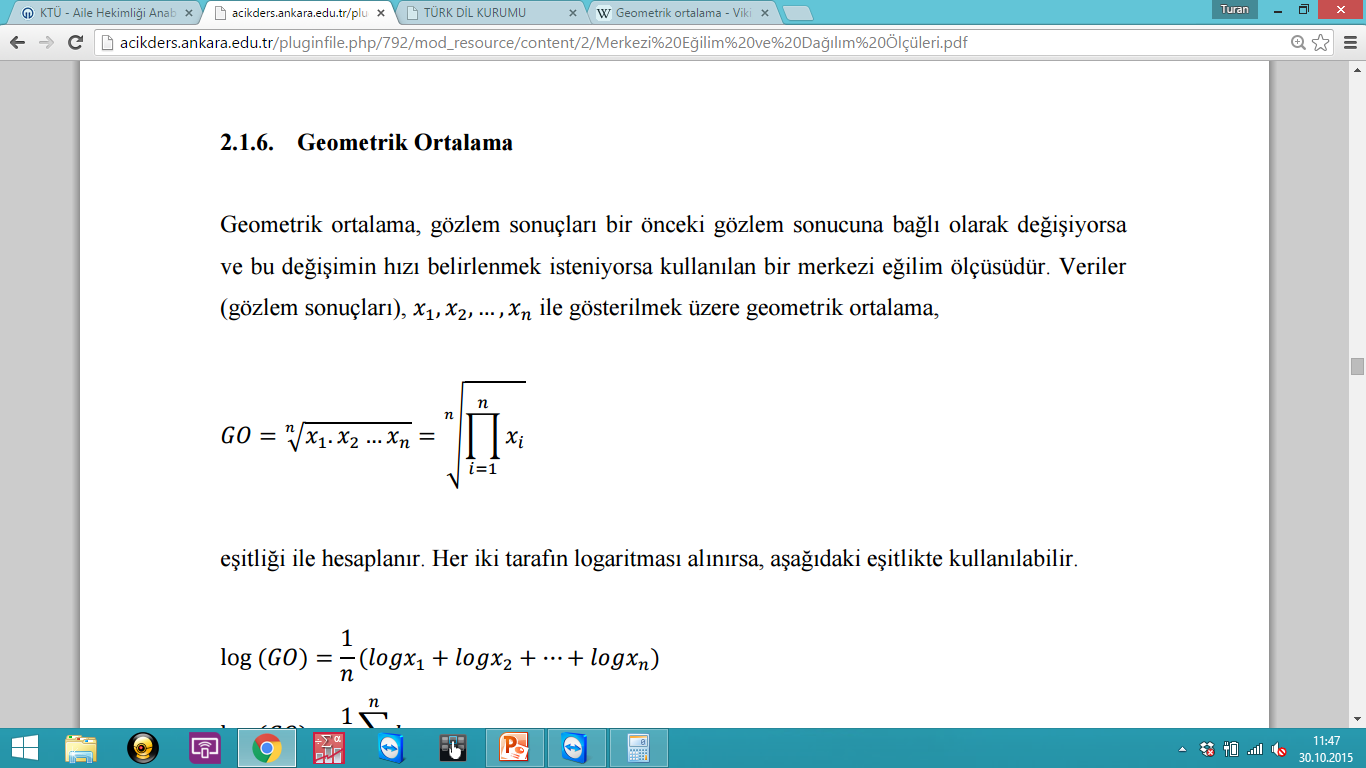 KTÜ - Aile Hekimliği Anab
acikders.ankara.edu.tr/plu
TÜRK DİL KURUMU
Geometrik ortalama - Viki
Turan
acikders.ankara.edu.tr/pluginfile.php/792/mod_resource/content/2/Merkezi%20Eğilim%20ve%20Dağılım%20Ölçüleri.pdf
2.1.6. Geometrik Ortalama
Geometrik ortalama, gözlem sonuçları bir önceki gözlem sonucuna bağlı olarak değişiyorsa
ve bu değişimin hızı belirlenmek isteniyorsa kullanılan bir merkezi eğilim ölçüsüdür. Veriler
(gözlem sonuçları), x₁, x₂, … , xₙ ile gösterilmek üzere geometrik ortalama,
GO = ⁿ√(x₁. x₂ … xₙ) = ⁿ√(∏ᵢ₌₁ⁿ xᵢ)
eşitliği ile hesaplanır. Her iki tarafın logaritması alınırsa, aşağıdaki eşitlikte kullanılabilir.
log (GO) = 1/n (logx₁ + logx₂ + ⋯ + logxₙ)
11:47
30.10.2015